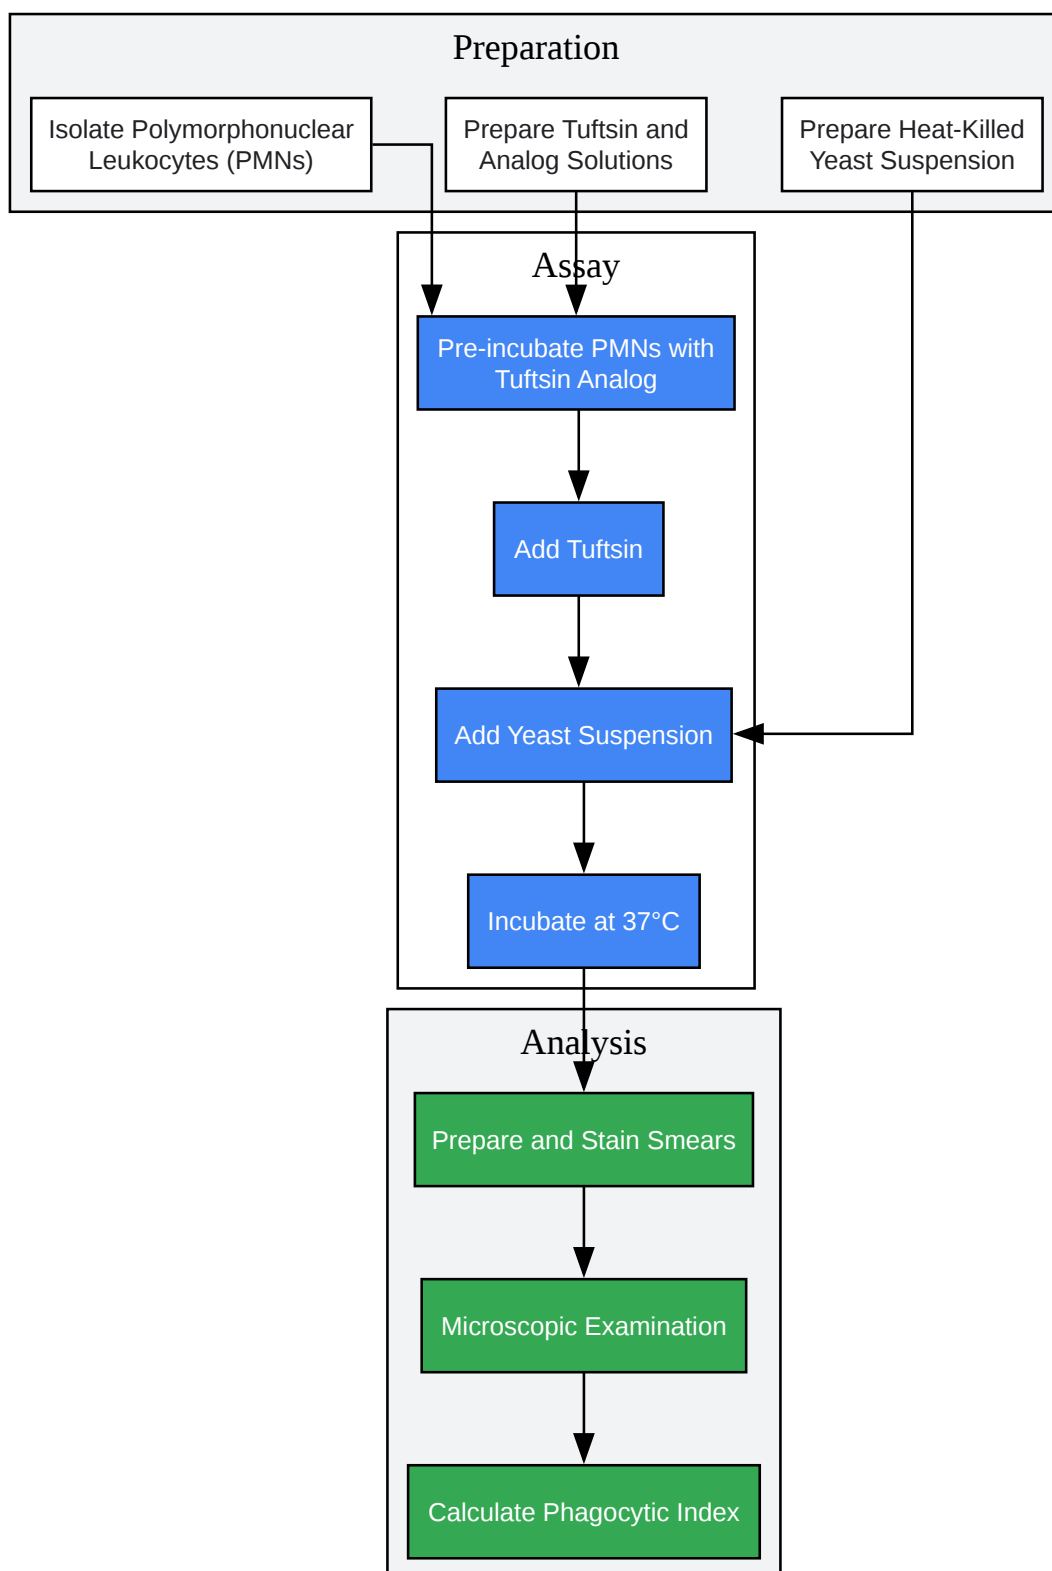 Preparation
Isolate Polymorphonuclear
Leukocytes (PMNs)
Prepare Tuftsin and
Analog Solutions
Prepare Heat-Killed
Yeast Suspension
Assay
Pre-incubate PMNs with
Tuftsin Analog
Add Tuftsin
Add Yeast Suspension
Incubate at 37°C
Analysis
Prepare and Stain Smears
Microscopic Examination
Calculate Phagocytic Index